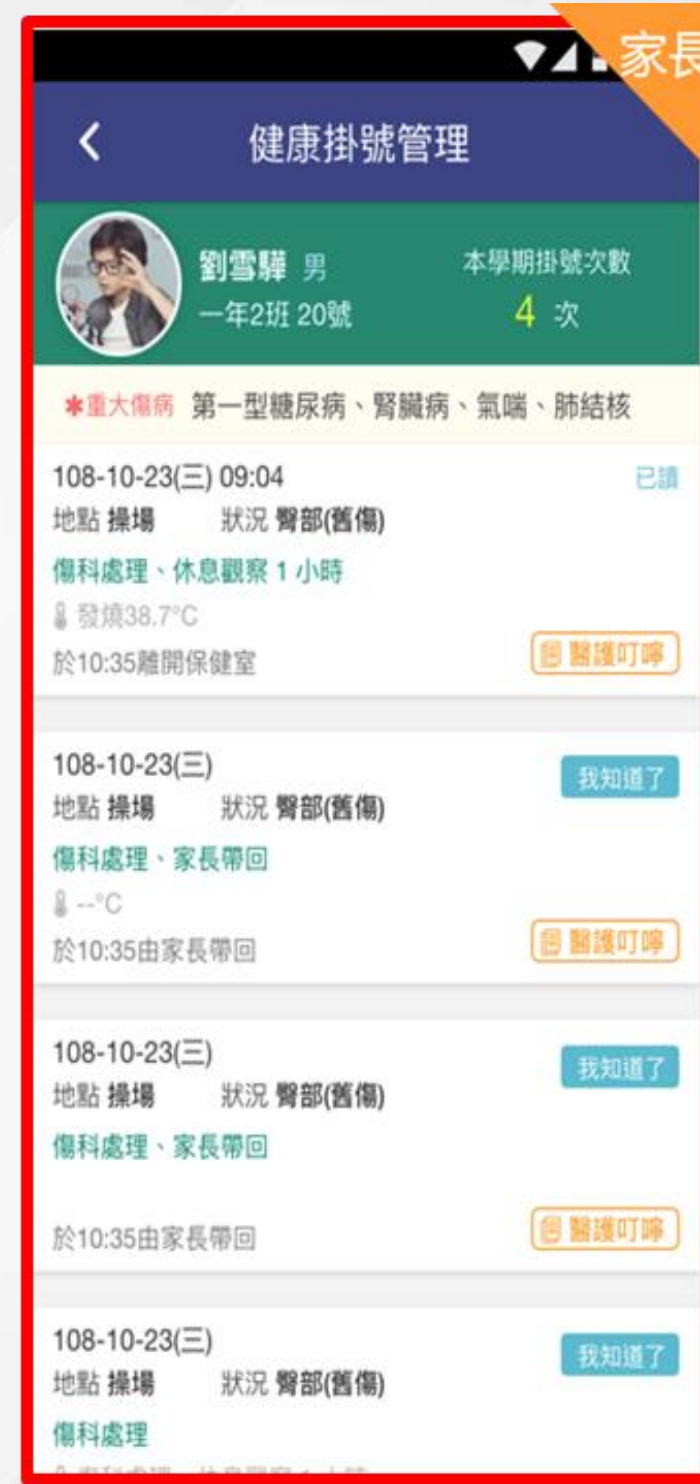 家長
健康掛號管理
劉雪驊 男 本學期掛號次數
一年2班 20號 4 次
*重大傷病 第一型糖尿病、腎臟病、氣喘、肺結核
108-10-23(三) 09:04 已讀
地點 操場 狀況 臀部(舊傷)
傷科處理、休息觀察 1 小時
發燒38.7°C
於10:35離開保健室 醫護叮嚀
108-10-23(三) 我知道了
地點 操場 狀況 臀部(舊傷)
傷科處理、家長帶回
--°C
於10:35由家長帶回 醫護叮嚀
108-10-23(三) 我知道了
地點 操場 狀況 臀部(舊傷)
傷科處理、家長帶回
於10:35由家長帶回 醫護叮嚀
108-10-23(三) 我知道了
地點 操場 狀況 臀部(舊傷)
傷科處理